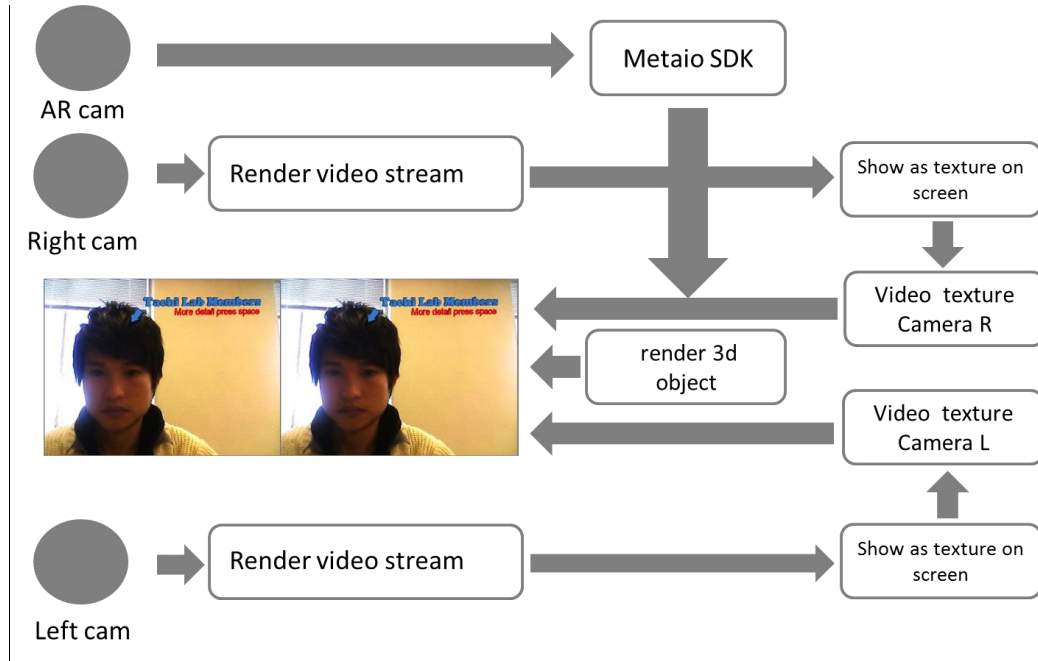 AR cam
Metaio SDK
Right cam
Render video stream
Show as texture on
screen
Tachi Lab Members
More detail press space
Tachi Lab Members
More detail press space
Video texture
Camera R
render 3d
object
Video texture
Camera L
Left cam
Render video stream
Show as texture on
screen